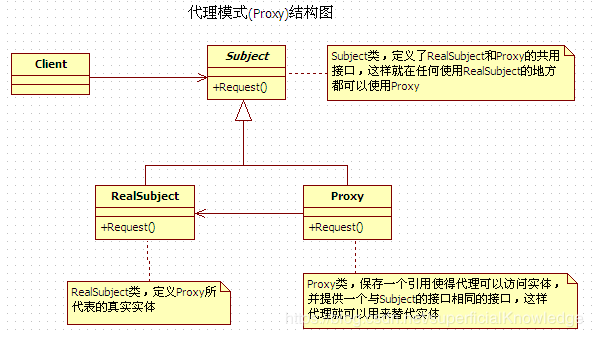 代理模式(Proxy)结构图
Client
Subject
+Request()
Subject类，定义了RealSubject和Proxy的共用
接口，这样就在任何使用RealSubject的地方
都可以使用Proxy
RealSubject
+Request()
Proxy
+Request()
RealSubject类，定义Proxy所
代表的真实实体
Proxy类，保存一个引用使得代理可以访问实体，
并提供一个与Subject的接口相同的接口，这样
代理就可以用来替代实体